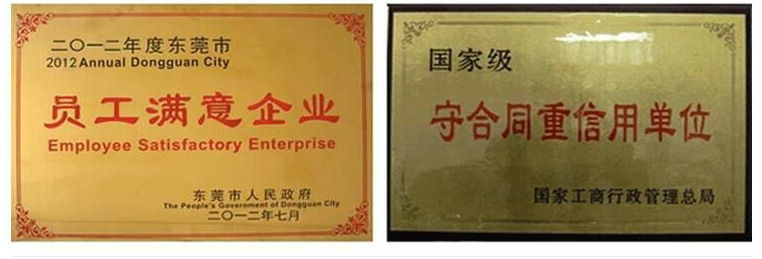 二〇一二年度东莞市
2012 Annual Dongguan City
员工满意企业
Employee Satisfactory Enterprise
东莞市人民政府
The People's Government of Dongguan City
二〇一二年七月
国家级
守合同重信用单位
国家工商行政管理总局